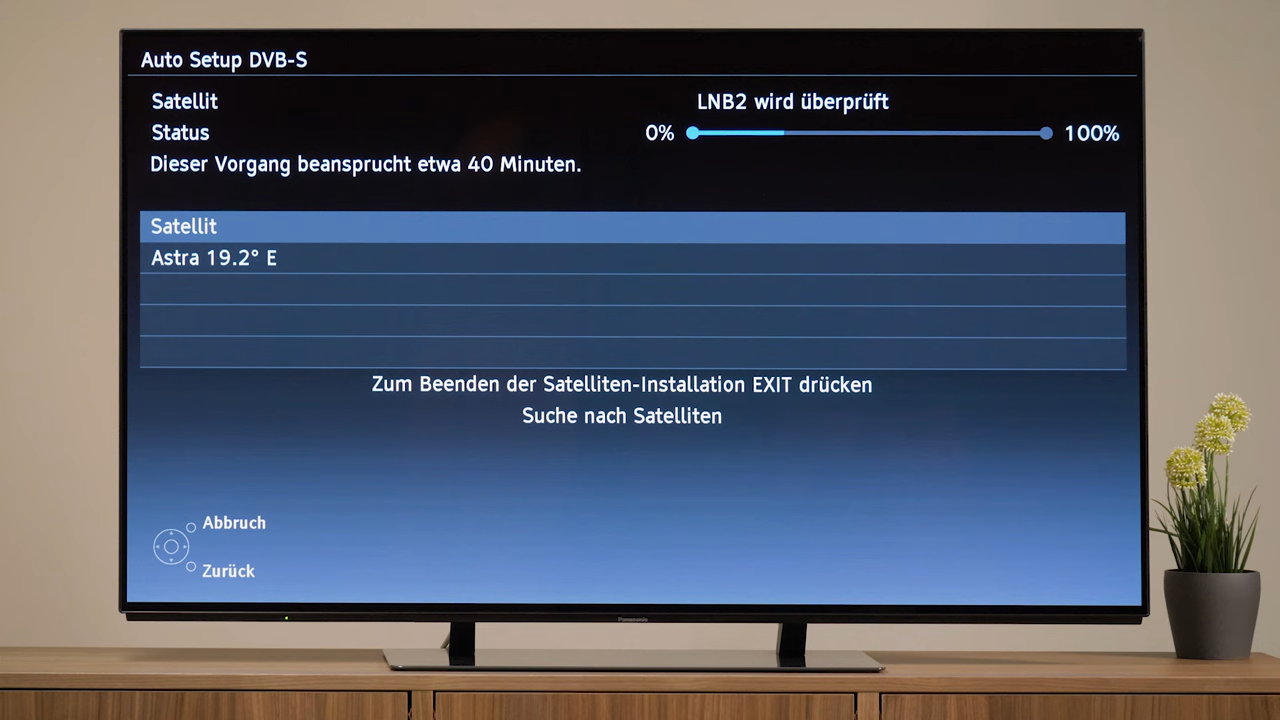 Auto Setup DVB-S
Satellit LNB2 wird überprüft
Status 0% 100%
Dieser Vorgang beansprucht etwa 40 Minuten.
Satellit
Astra 19.2° E
Zum Beenden der Satelliten-Installation EXIT drücken
Suche nach Satelliten
Abbruch
Zurück
Panasonic